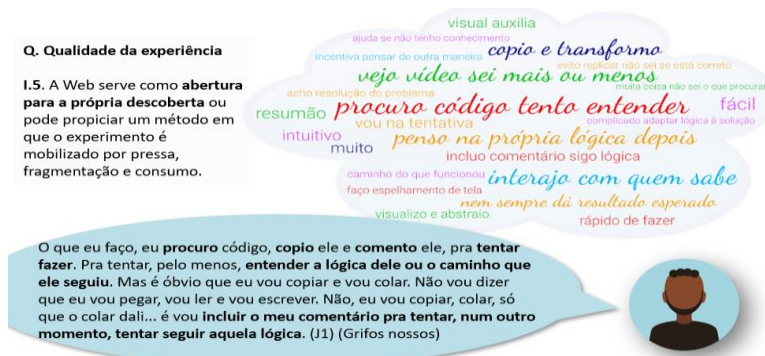 Q. Qualidade da experiência
I.5. A Web serve como abertura
para a própria descoberta ou
pode propiciar um método em
que o experimento é
mobilizado por pressa,
fragmentação e consumo.
visual auxilia
ajuda se não tenho conhecimento
incentiva pensar de outra maneira
copio e transformo
evito replicar não sei se está correto
vejo vídeo sei mais ou menos
muita coisa não sei o que procurar
acho resolução do problema
resumão
procuro código tento entender
fácil
vou na tentativa
complicado adaptar lógica à solução
intuitivo
penso na própria lógica depois
muito
incluo comentário sigo lógica
caminho do que funcionou
interajo com quem sabe
faço espelhamento de tela
nem sempre dá resultado esperado
visualizo e abstraio
rápido de fazer
O que eu faço, eu procuro código, copio ele e comento ele, pra tentar
fazer. Pra tentar, pelo menos, entender a lógica dele ou o caminho que
ele seguiu. Mas é óbvio que eu vou copiar e vou colar. Não vou dizer
que eu vou pegar, vou ler e vou escrever. Não, eu vou copiar, colar, só
que o colar dali... é vou incluir o meu comentário pra tentar, num outro
momento, tentar seguir aquela lógica. (J1) (Grifos nossos)